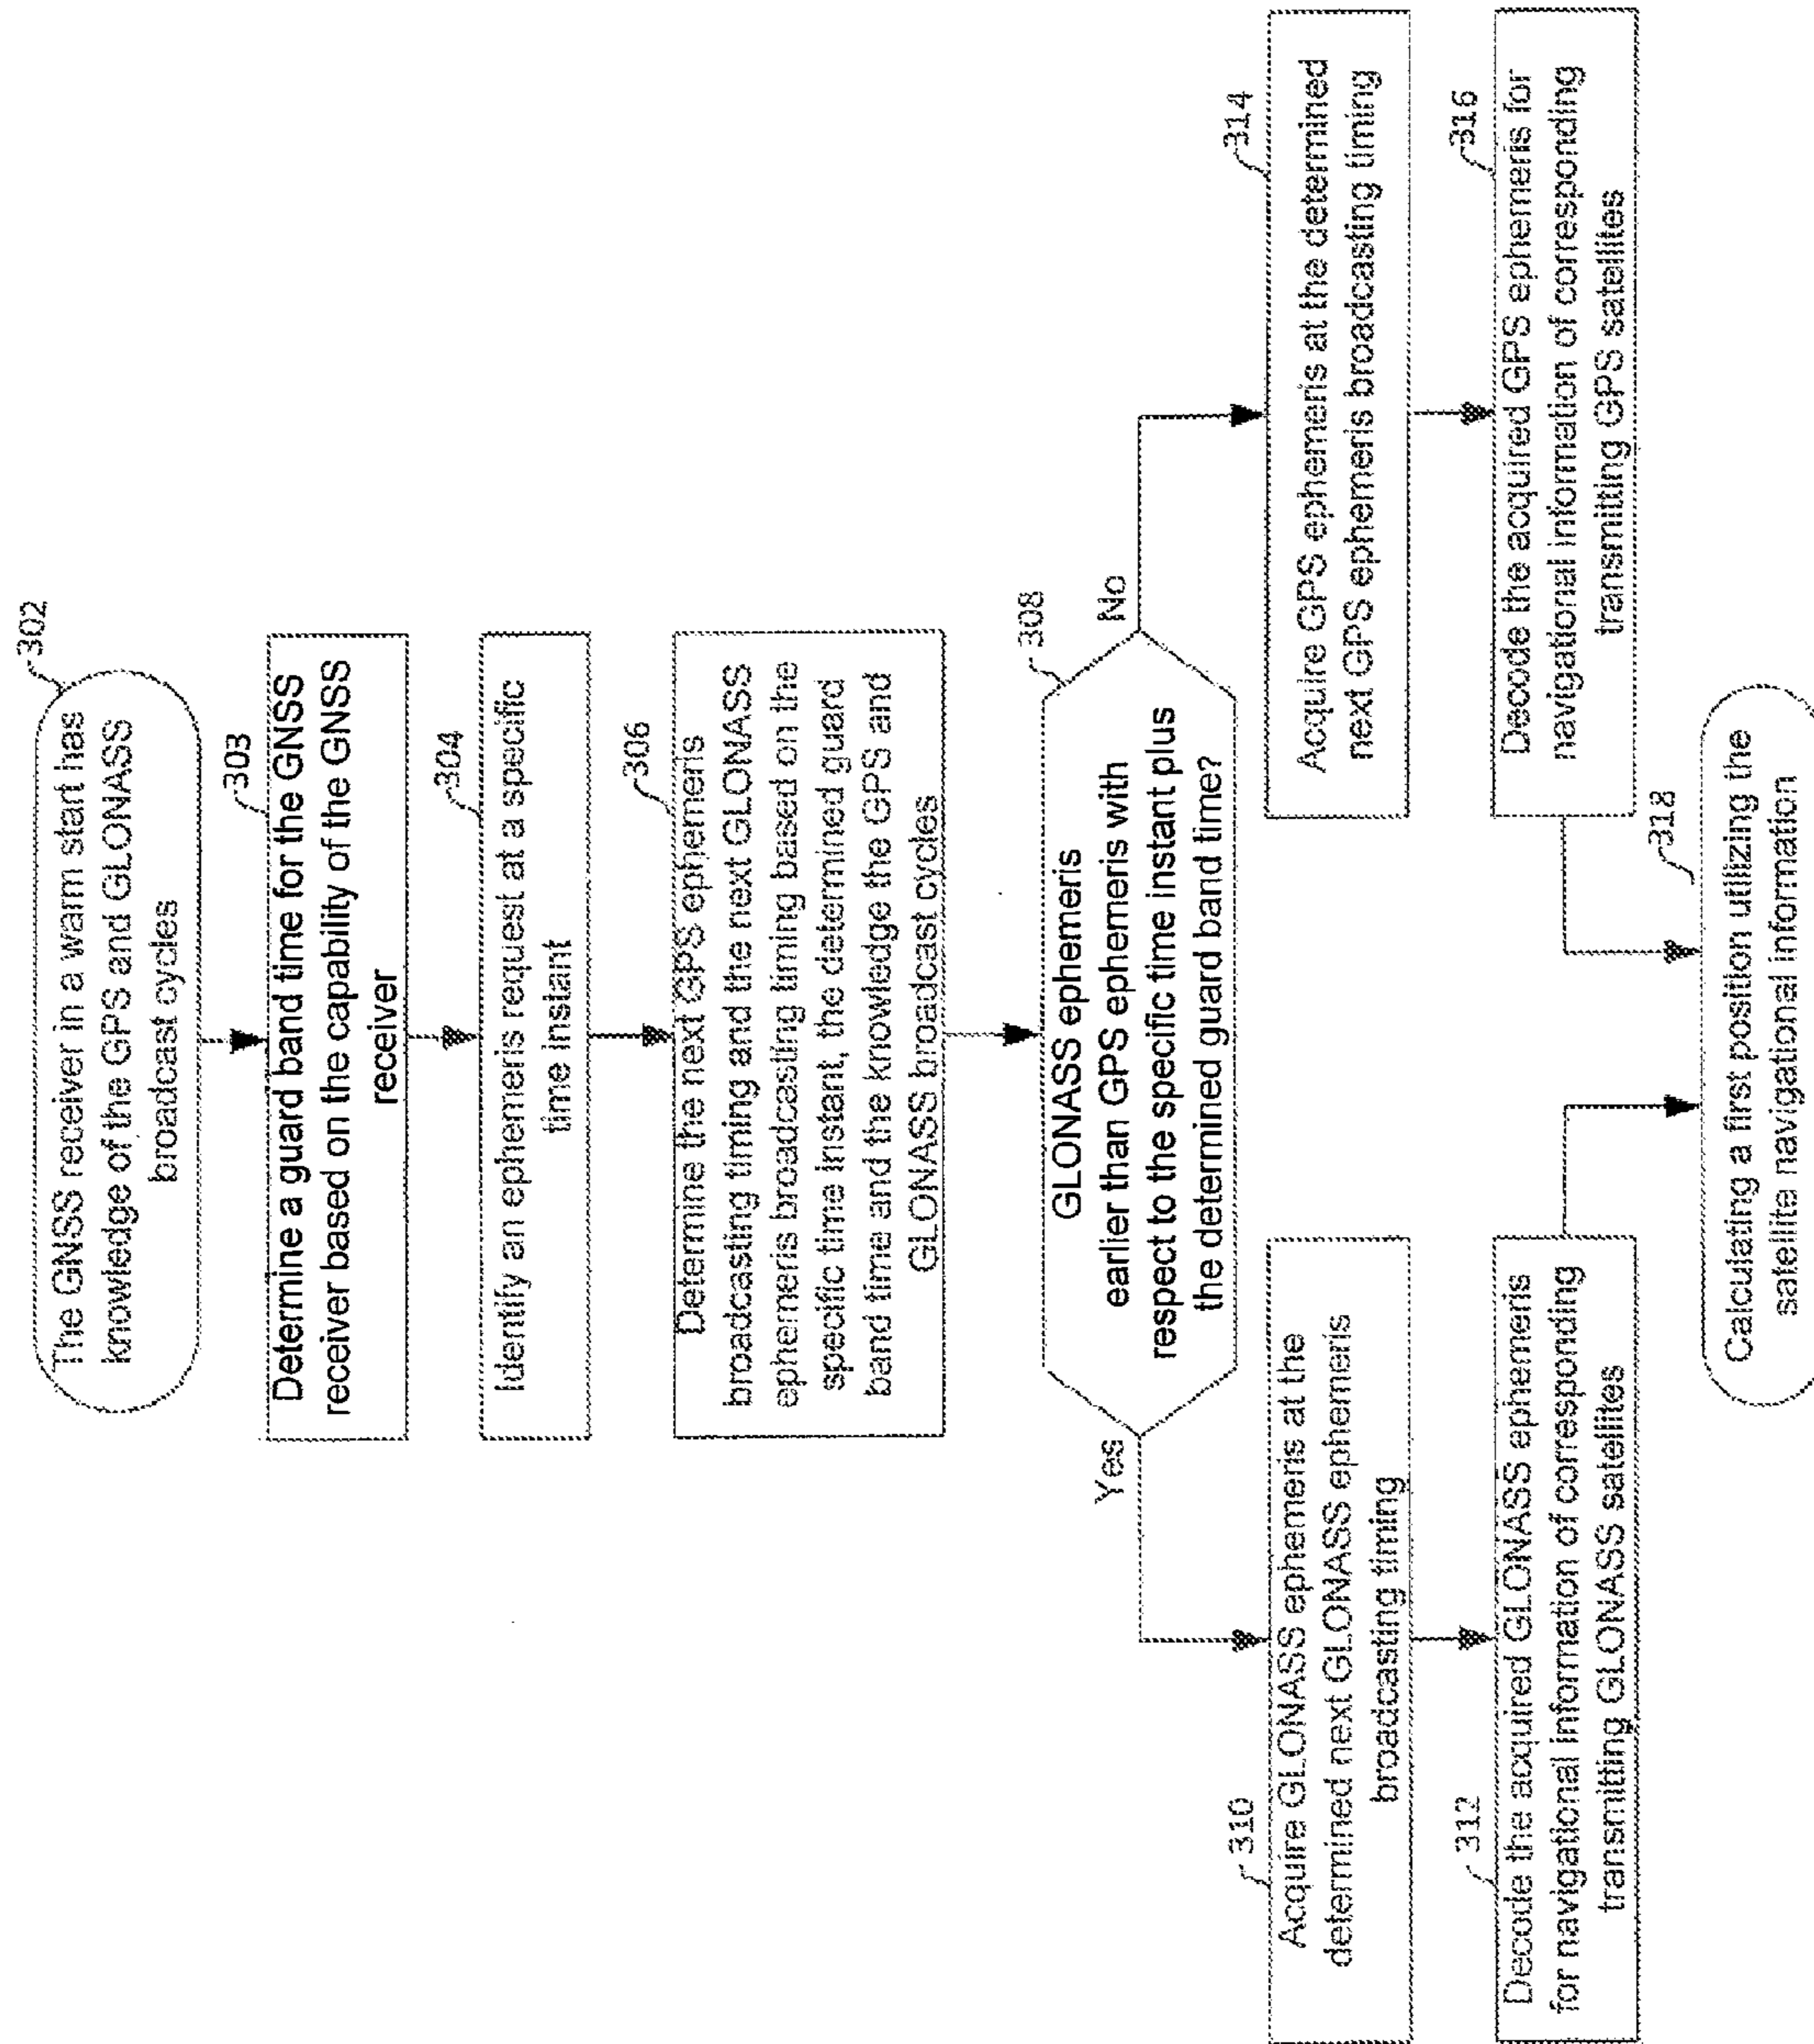 302
The GNSS receiver in a warm start has
knowledge of the GPS and GLONASS
broadcast cycles
303
Determine a guard band time for the GNSS
receiver based on the capability of the GNSS
receiver
304
Identify an ephemeris request at a specific
time instant
306
Determine the next GPS ephemeris
broadcasting timing and the next GLONASS
ephemeris broadcasting timing based on the
specific time instant, the determined guard
band time and the knowledge the GPS and
GLONASS broadcast cycles
308
GLONASS ephemeris
earlier than GPS ephemeris with
respect to the specific time instant plus
the determined guard band time?
Yes
No
310
Acquire GLONASS ephemeris at the
determined next GLONASS ephemeris
broadcasting timing
312
Decode the acquired GLONASS ephemeris
for navigational information of corresponding
transmitting GLONASS satellites
314
Acquire GPS ephemeris at the determined
next GPS ephemeris broadcasting timing
316
Decode the acquired GPS ephemeris for
navigational information of corresponding
transmitting GPS satellites
318
Calculating a first position utilizing the
satellite navigational information